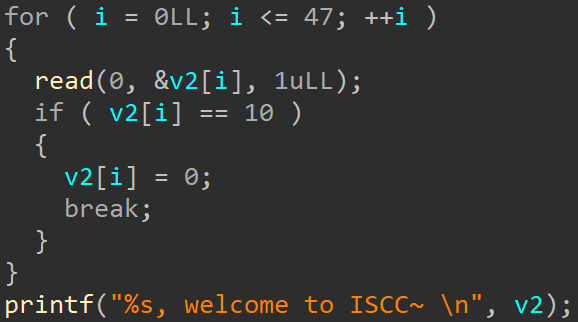 for ( i = 0LL; i <= 47; ++i )
{
  read(0, &v2[i], 1uLL);
  if ( v2[i] == 10 )
  {
    v2[i] = 0;
    break;
  }
}
printf("%s, welcome to ISCC~ \n", v2);